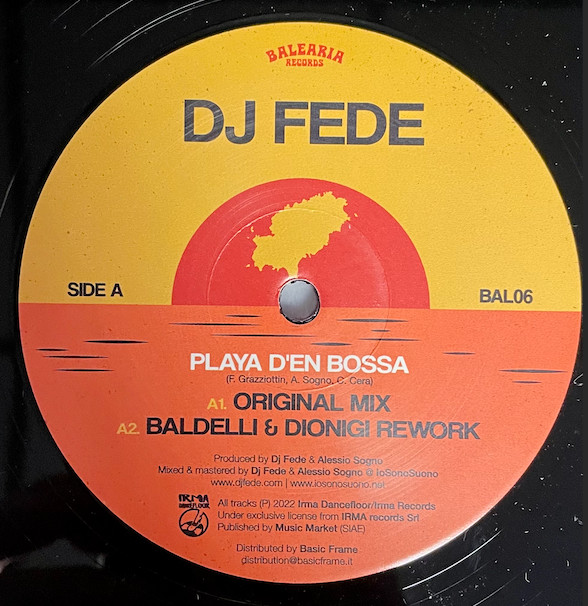 BALEARIA
RECORDS
DJ FEDE
SIDE A
BAL06
PLAYA D'EN BOSSA
(F. Grazziottin, A. Sogno, C. Cera)
A1. ORIGINAL MIX
A2. BALDELLI & DIONIGI REWORK
Produced by Dj Fede & Alessio Sogno
Mixed & mastered by Dj Fede & Alessio Sogno @ IoSonoSuono
www.djfede.com | www.iosonosuono.net
IRMA
DANCEFLOOR
All tracks (P) 2022 Irma Dancefloor/Irma Records
Under exclusive license from IRMA records Srl
Published by Music Market (SIAE)
Distributed by Basic Frame
distribution@basicframe.it